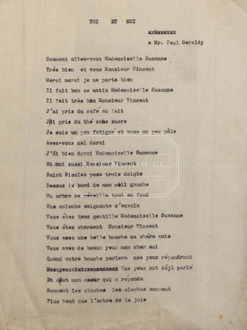 TOI ET MOI
a Mr. Paul Geraldy
Comment allez-vous Mademoiselle Suzanne
Très bien et vous Monsieur Vincent
Merci merci je me porte bien
Il fait bon ce matin Mademoiselle Suzanne
Il fait très bon Monsieur Vincent
J'ai pris du café au lait
J'ai pris du thé sans sucre
Je suis un peu fatigué et vous un peu pâle
Avez-vous mal dormi
J'ai bien dormi Mademoiselle Suzanne
Et moi aussi Monsieur Vincent
Saint Nicolas pese trois doigts
Dessus le bord de mon oeil gauche
Un arbre se réveille tout au fond
Une colombe saignante s'envola
Vous êtes très gentille Mademoiselle Suzanne
Vous êtes charmant Monsieur Vincent
Vous avez une belle bouche ma chère amie
Vous avez de beaux yeux mon cher ami
Quand votre bouche parlera mes yeux répondront
Vos yeux ont déjà parlé
Et c'est mon coeur qui a répondu
Sonnent les cloches les cloches sonnent
Plus haut que l'arbre de la joie